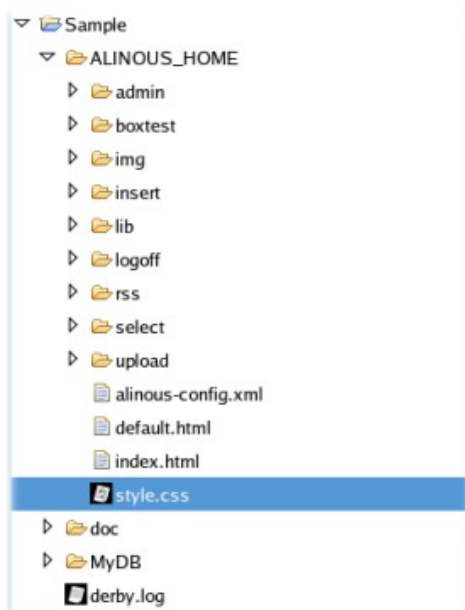 Sample
ALINOUS_HOME
admin
boxtest
img
insert
lib
logoff
rss
select
upload
alinous-config.xml
default.html
index.html
style.css
doc
MyDB
derby.log